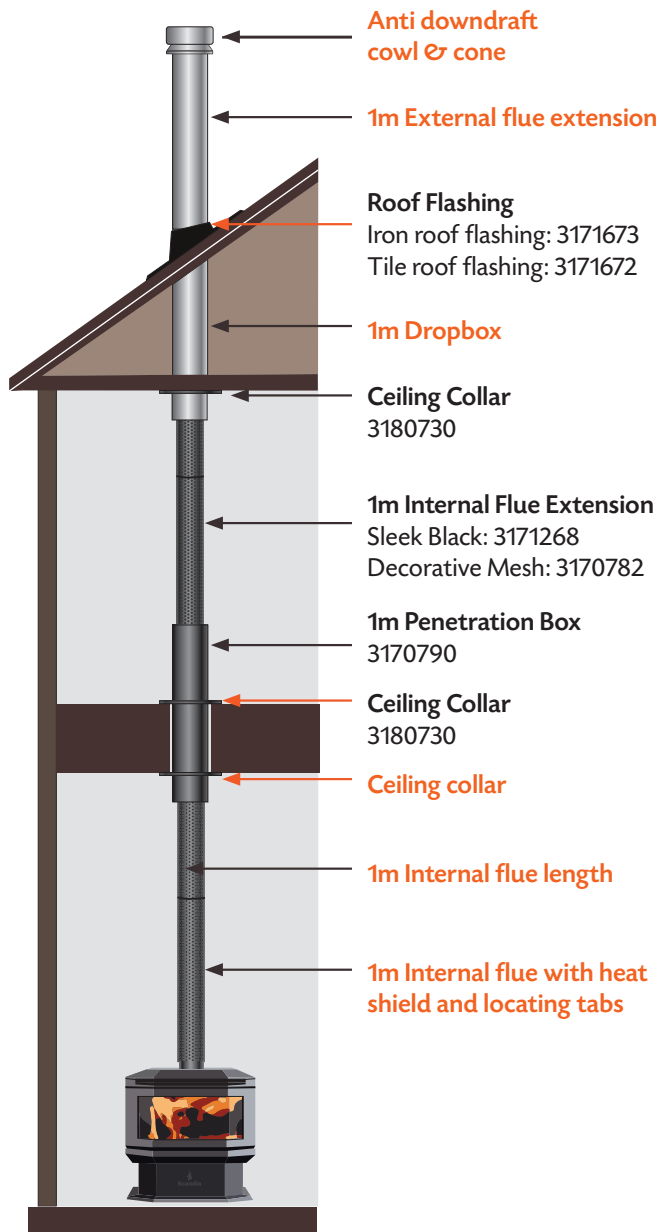 Anti downdraft
cowl & cone
1m External flue extension
Roof Flashing
Iron roof flashing: 3171673
Tile roof flashing: 3171672
1m Dropbox
Ceiling Collar
3180730
1m Internal Flue Extension
Sleek Black: 3171268
Decorative Mesh: 3170782
1m Penetration Box
3170790
Ceiling Collar
3180730
Ceiling collar
1m Internal flue length
1m Internal flue with heat
shield and locating tabs